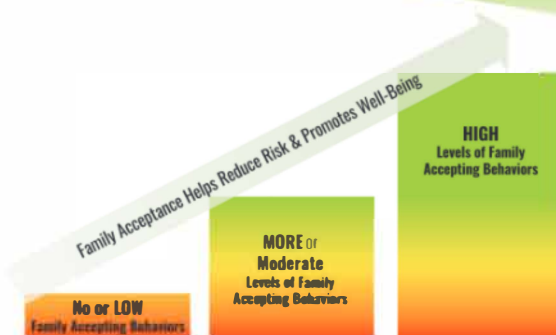 Family Acceptance Helps Reduce Risk & Promotes Well-Being
HIGH
Levels of Family
Accepting Behaviors
MORE or
Moderate
Levels of Family
Accepting Behaviors
No or LOW
Family Accepting Behaviors